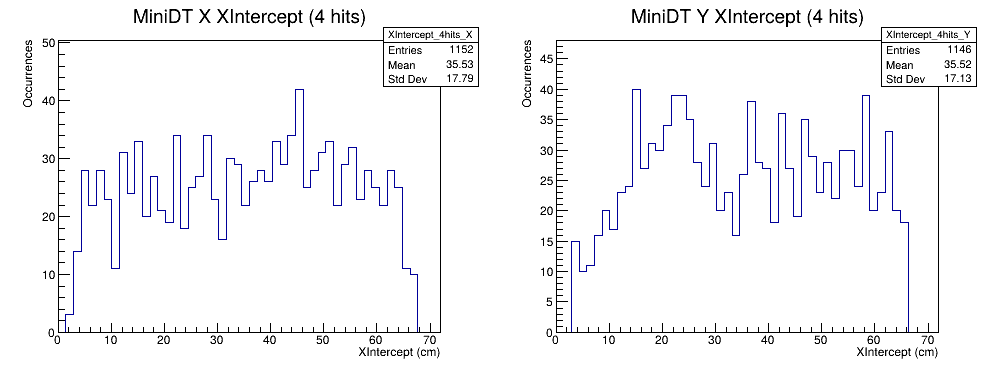 MiniDT X XIntercept (4 hits)
XIntercept_4hits_X
Entries 1152
Mean 35.53
Std Dev 17.79
Occurrences
50
40
30
20
10
0
0 10 20 30 40 50 60 70
XIntercept (cm)
MiniDT Y XIntercept (4 hits)
XIntercept_4hits_Y
Entries 1146
Mean 35.52
Std Dev 17.13
Occurrences
45
40
35
30
25
20
15
10
5
0
0 10 20 30 40 50 60 70
XIntercept (cm)